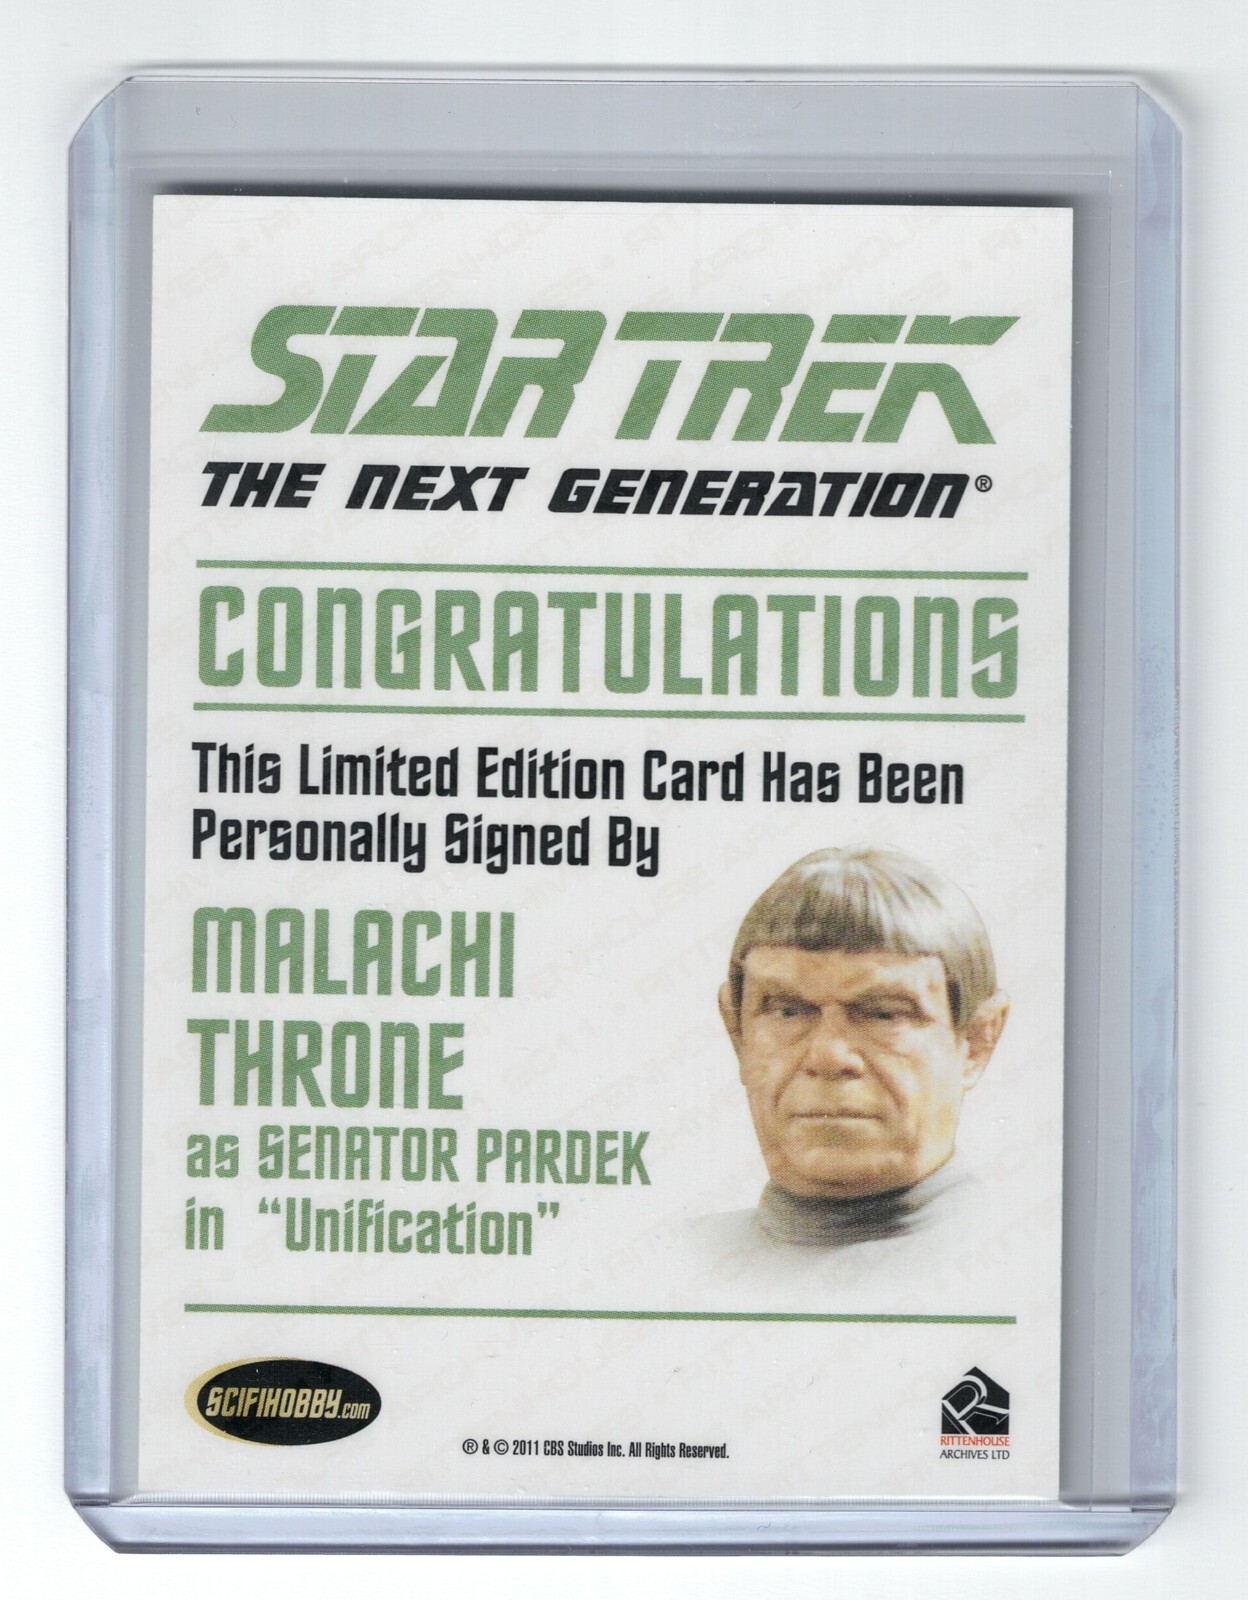 STAR TREK
THE NEXT GENERATION®
CONGRATULATIONS
This Limited Edition Card Has Been
Personally Signed By
MALACHI
THRONE
as SENATOR PARDEK
in "Unification"
SCIFIHOBBY.com
® & © 2011 CBS Studios Inc. All Rights Reserved.
RITTENHOUSE
ARCHIVES LTD